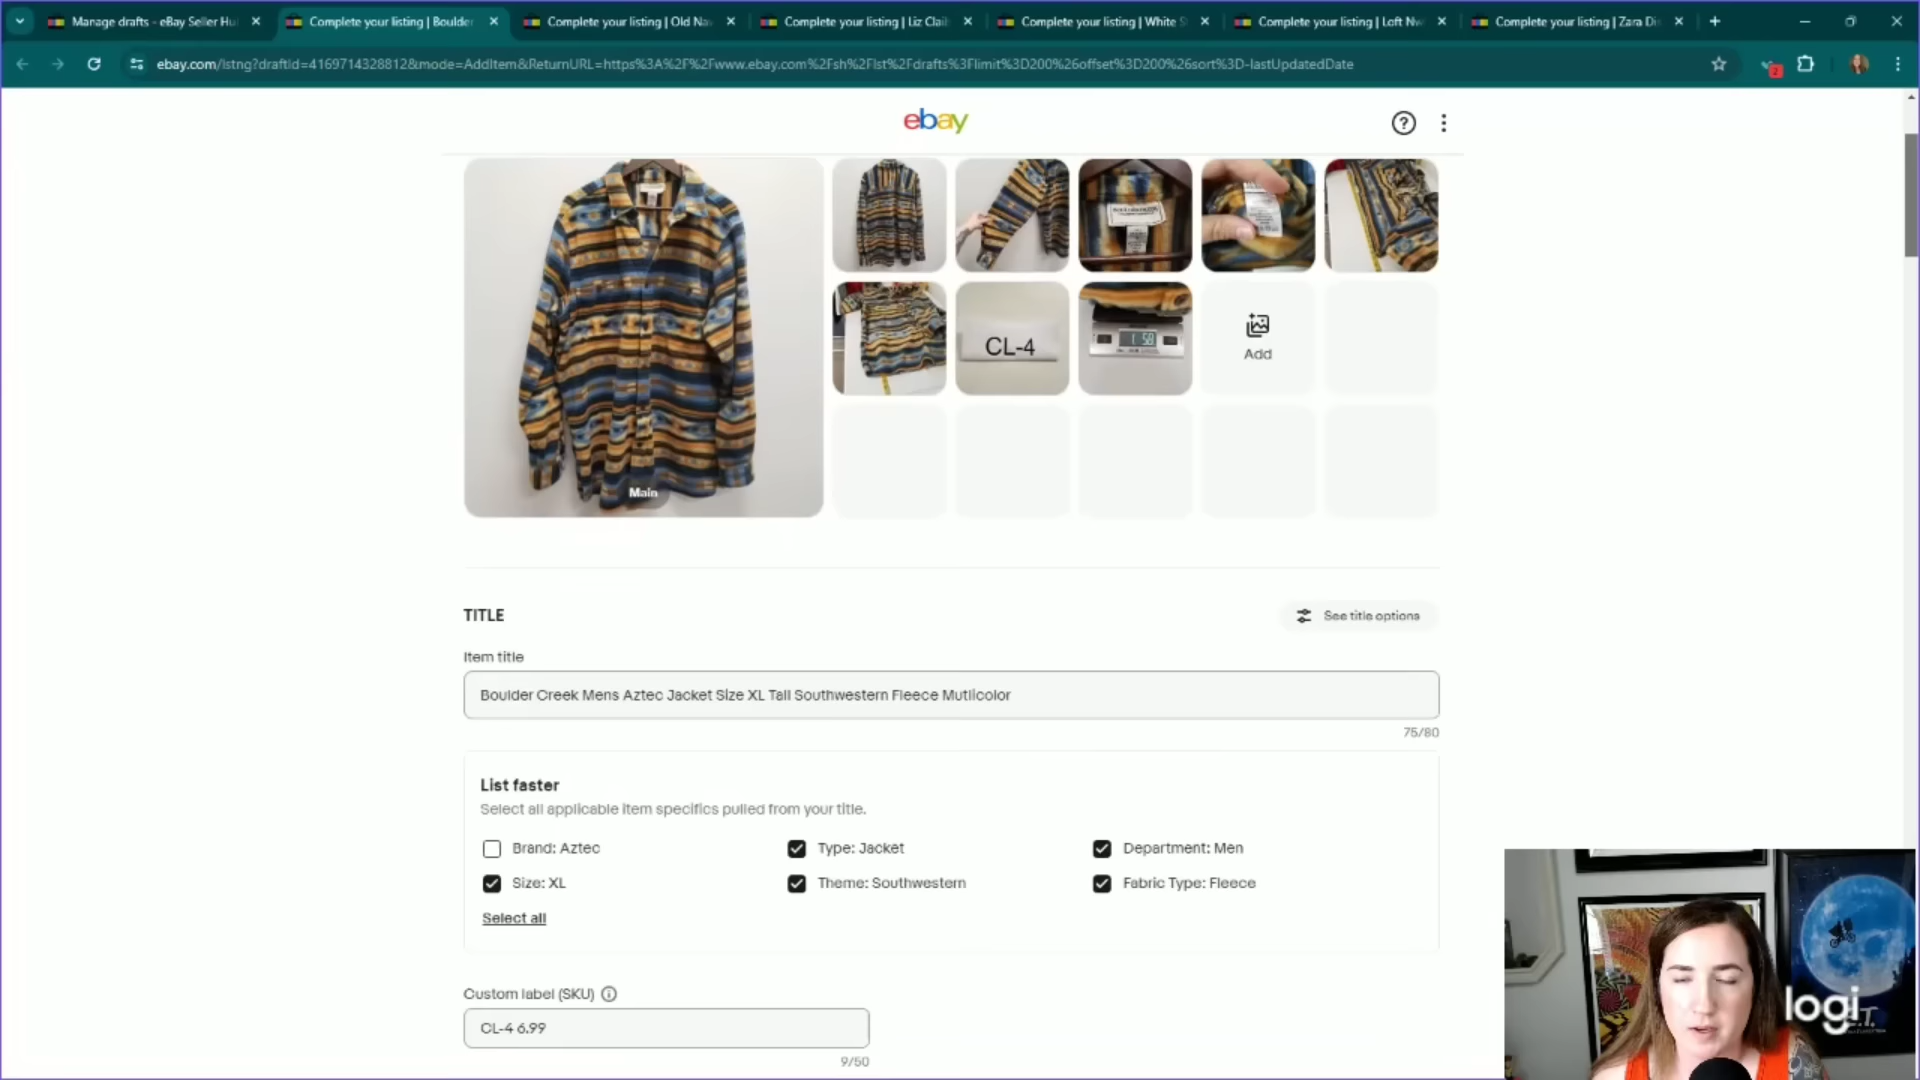 Manage drafts - eBay Seller Hu
Complete your listing | Boulder
Complete your listing | Old Na
Complete your listing | Liz Clai
Complete your listing | White S
Complete your listing | Loft
Complete your listing | Zara Di
ebay.com/lstng?draftId=4169714328812&mode=AddItem&ReturnURL=https%3A%2F%2Fwww.ebay.com%2Fsh%2Flst%2Fdrafts%3Flimit%3D200%26offset%3D200%26sort%3D-lastUpdatedDate
2
ebay
Main
CL-4
Add
TITLE
See title options
Item title
Boulder Creek Mens Aztec Jacket Size XL Tall Southwestern Fleece Mutlicolor
75/80
List faster
Select all applicable item specifics pulled from your title.
Brand: Aztec
Type: Jacket
Department: Men
Size: XL
Theme: Southwestern
Fabric Type: Fleece
Select all
Custom label (SKU)
CL-4 6.99
9/50
logi
E.T.